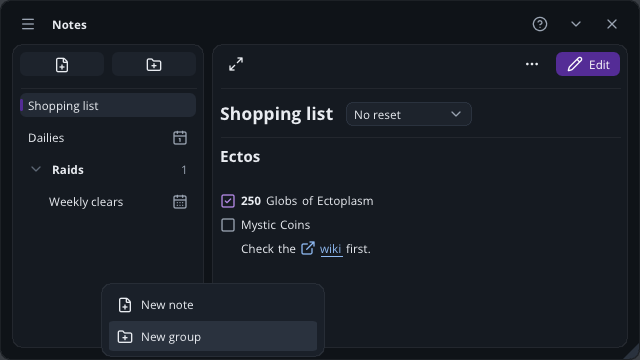 Notes
Edit
Shopping list
Dailies
Raids 1
Weekly clears
Shopping list No reset
Ectos
250 Globs of Ectoplasm
Mystic Coins
Check the wiki first.
New note
New group